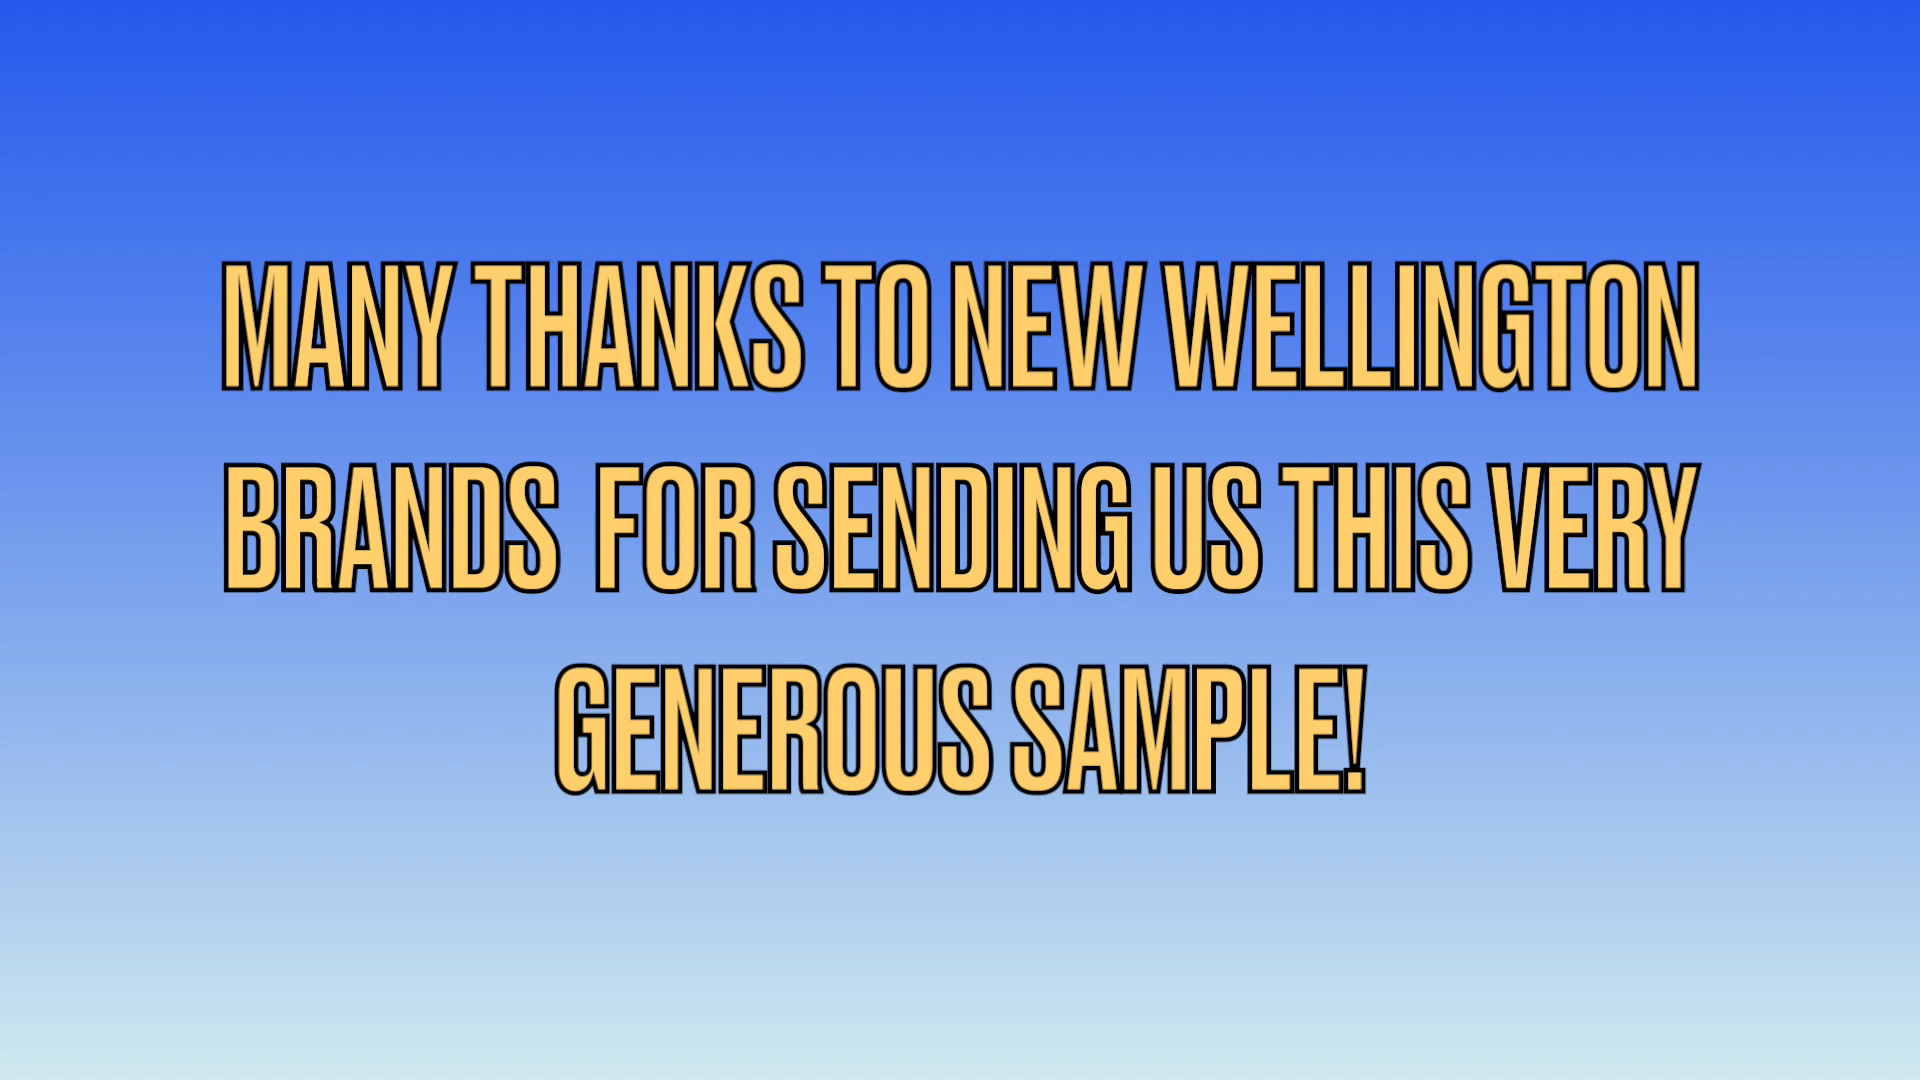 MANY THANKS TO NEW WELLINGTON
BRANDS  FOR SENDING US THIS VERY
GENEROUS SAMPLE!